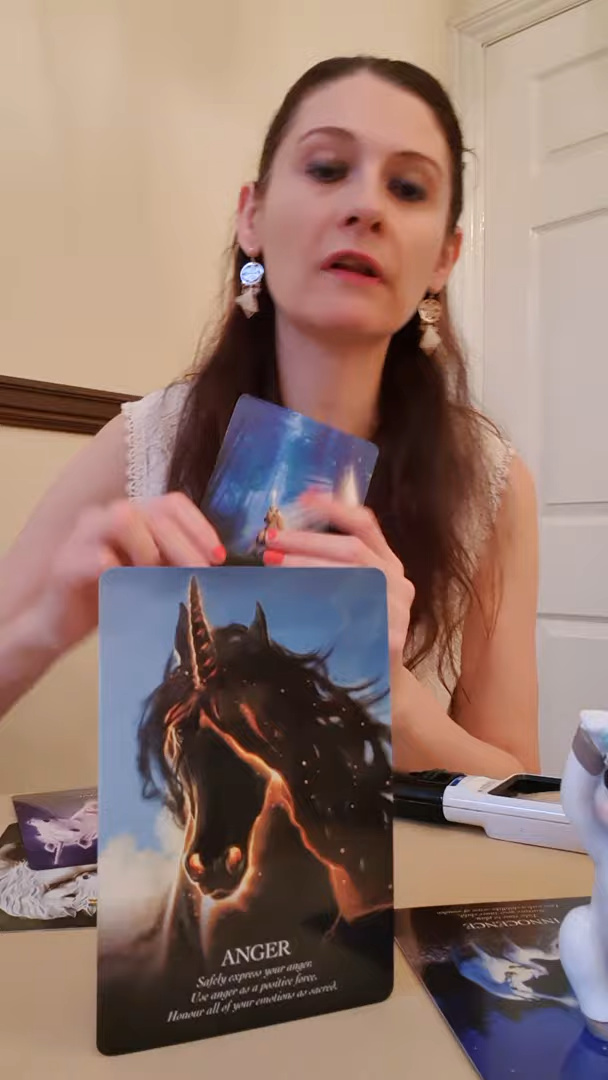 ANGER
Safely express your anger.
Use anger as a positive force.
Honour all of your emotions as sacred.
INNOCENCE